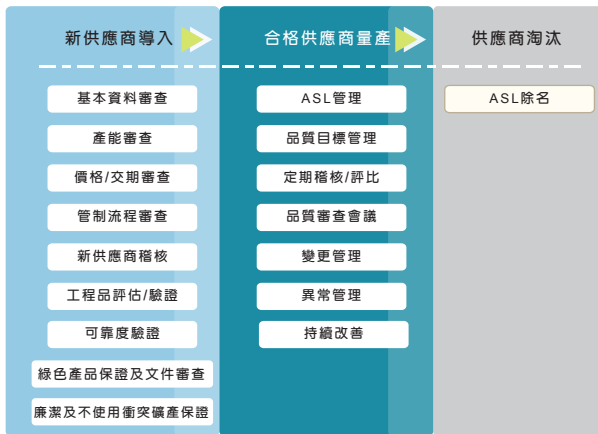 新供應商導入
合格供應商量產
供應商淘汰
基本資料審查
產能審查
價格/交期審查
管制流程審查
新供應商稽核
工程品評估/驗證
可靠度驗證
綠色產品保證及文件審查
廉潔及不使用衝突礦產保證
ASL管理
品質目標管理
定期稽核/評比
品質審查會議
變更管理
異常管理
持續改善
ASL除名